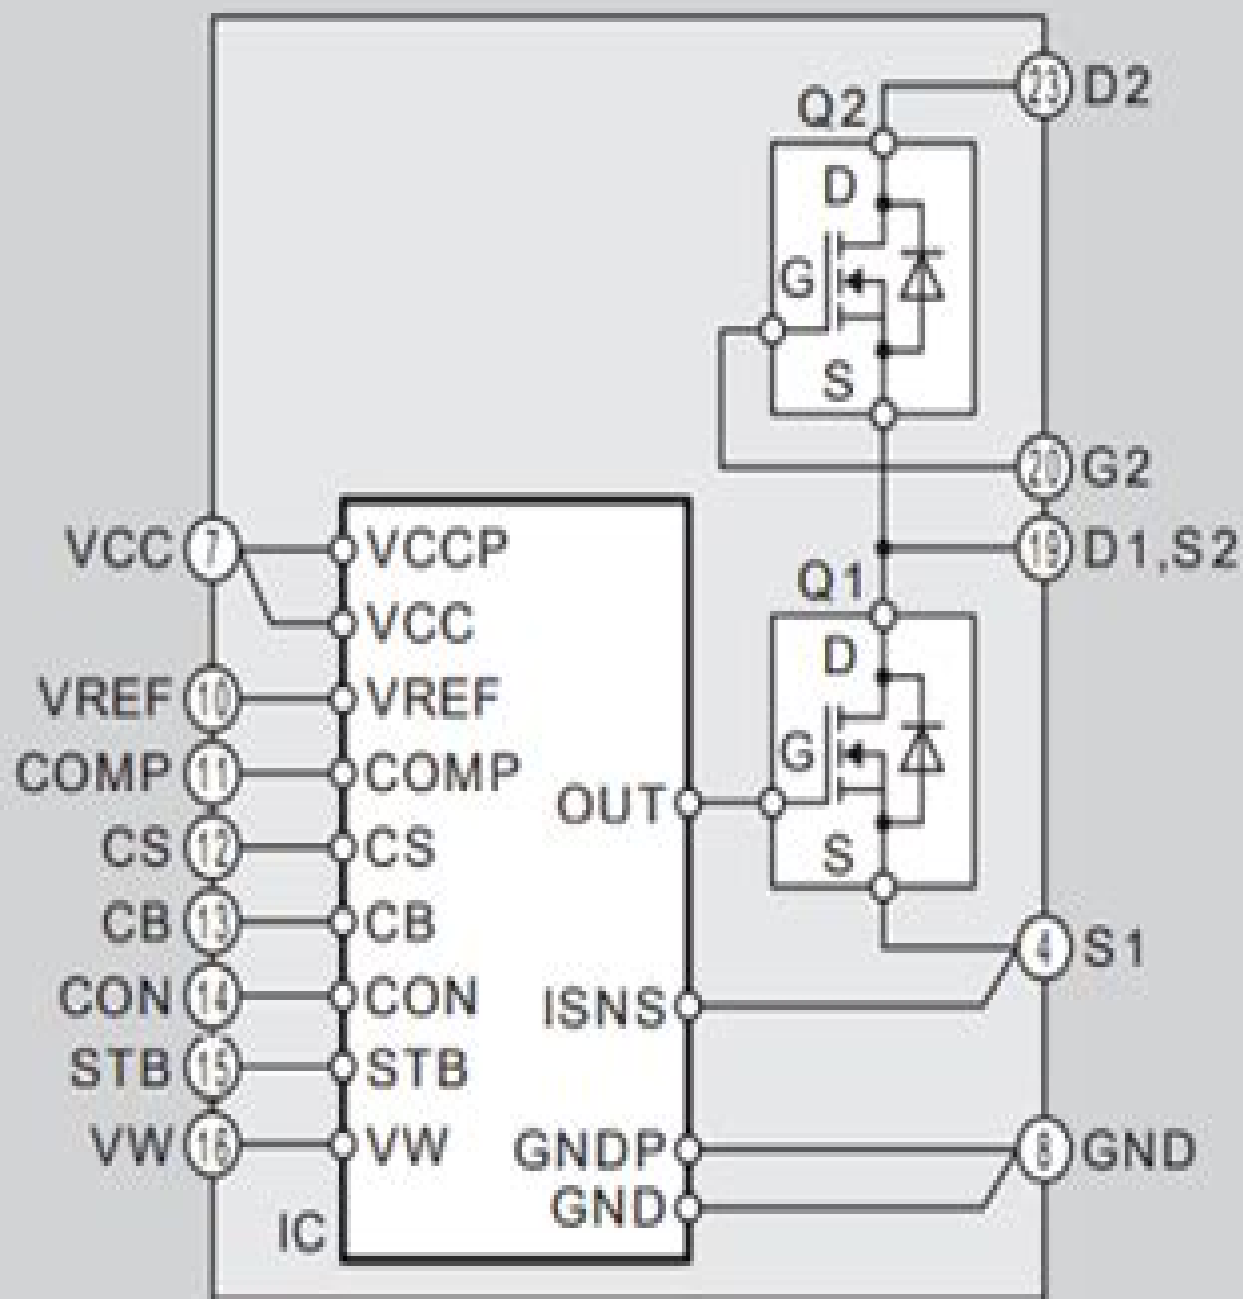 23 D2
Q2
D
G
S
20 G2
VCC 7 VCCP
19 D1,S2
Q1
VCC
D
VREF 10 VREF
G
COMP 11 COMP
OUT
CS 12 CS
S
CB 13 CB
4 S1
CON 14 CON
ISNS
STB 15 STB
VW 16 VW
GNDP
GND
GND
IC